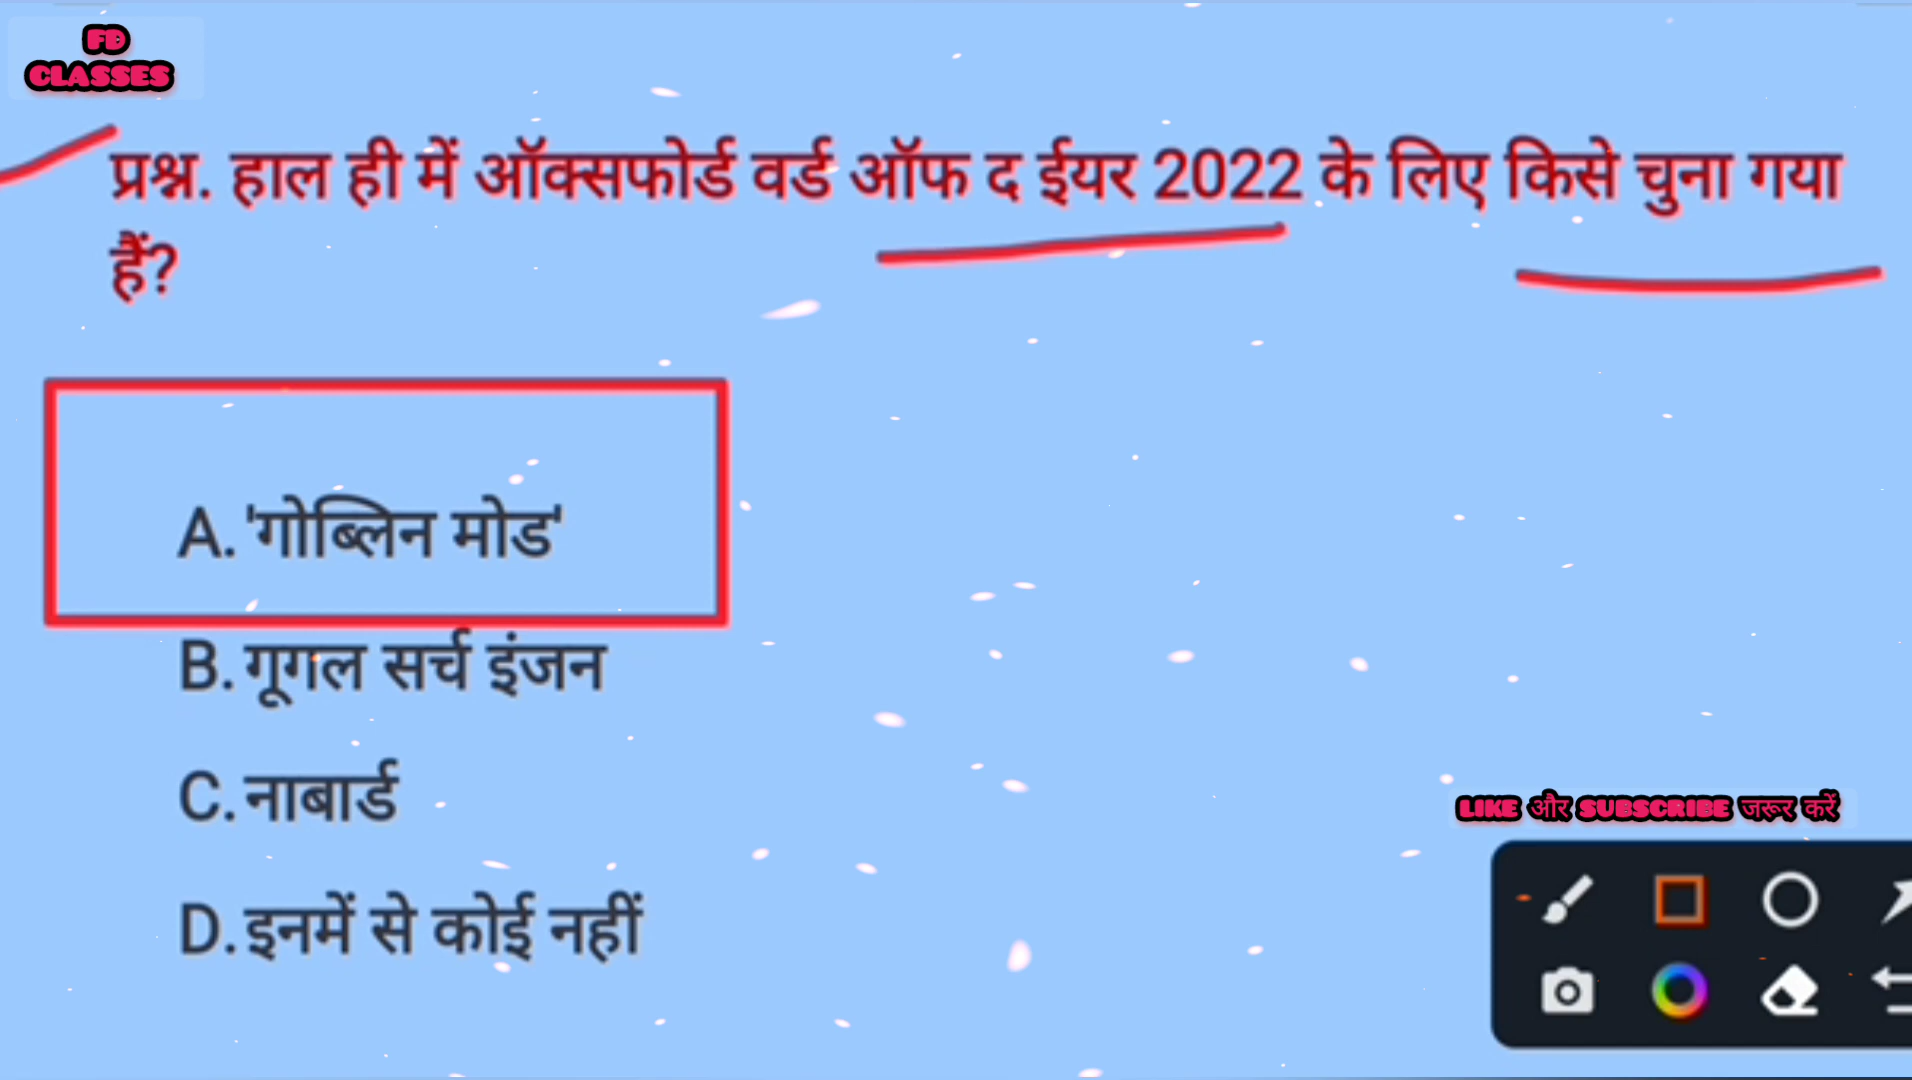 FD
CLASSES
प्रश्न. हाल ही में ऑक्सफोर्ड वर्ड ऑफ द ईयर 2022 के लिए किसे चुना गया
हैं?
A. 'गोब्लिन मोड'
B. गूगल सर्च इंजन
C. नाबार्ड
D. इनमें से कोई नहीं
LIKE और SUBSCRIBE जरूर करें